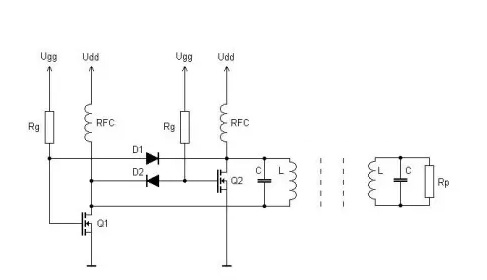 Ugg Udd Ugg Udd
Rg RFC Rg RFC
D1
D2 Q2 C L L C Rp
Q1